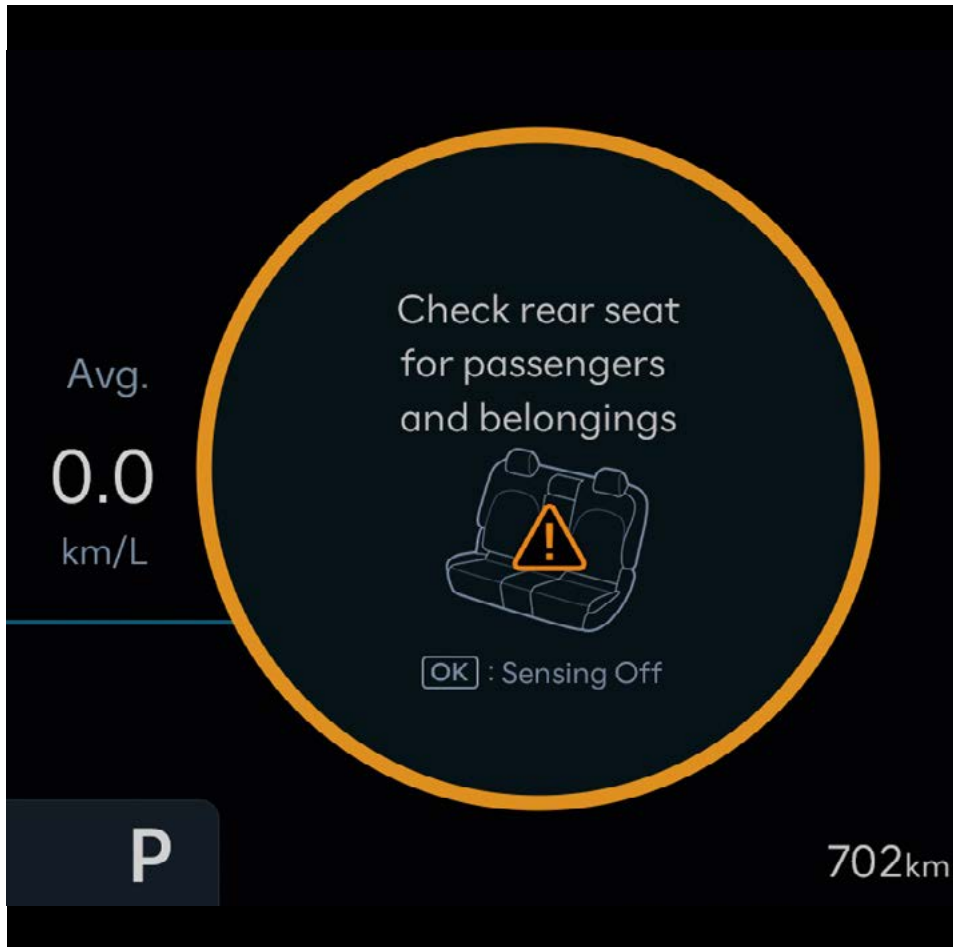 Check rear seat
for passengers
and belongings
Avg.
0.0
km/L
!
OK : Sensing Off
P
702km